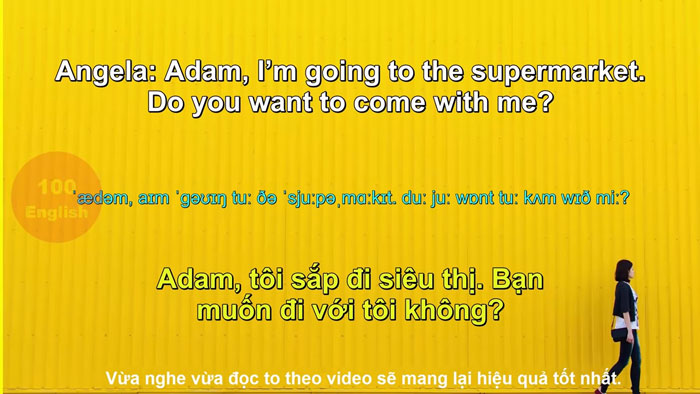 Angela: Adam, I’m going to the supermarket.
Do you want to come with me?
100
English
ˈædəm, aɪm ˈgəʊɪŋ tuː ðə ˈsjuːpəˌmɑːkɪt. duː juː wɒnt tuː kʌm wɪð miː?
Adam, tôi sắp đi siêu thị. Bạn
muốn đi với tôi không?
Vừa nghe vừa đọc to theo video sẽ mang lại hiệu quả tốt nhất.